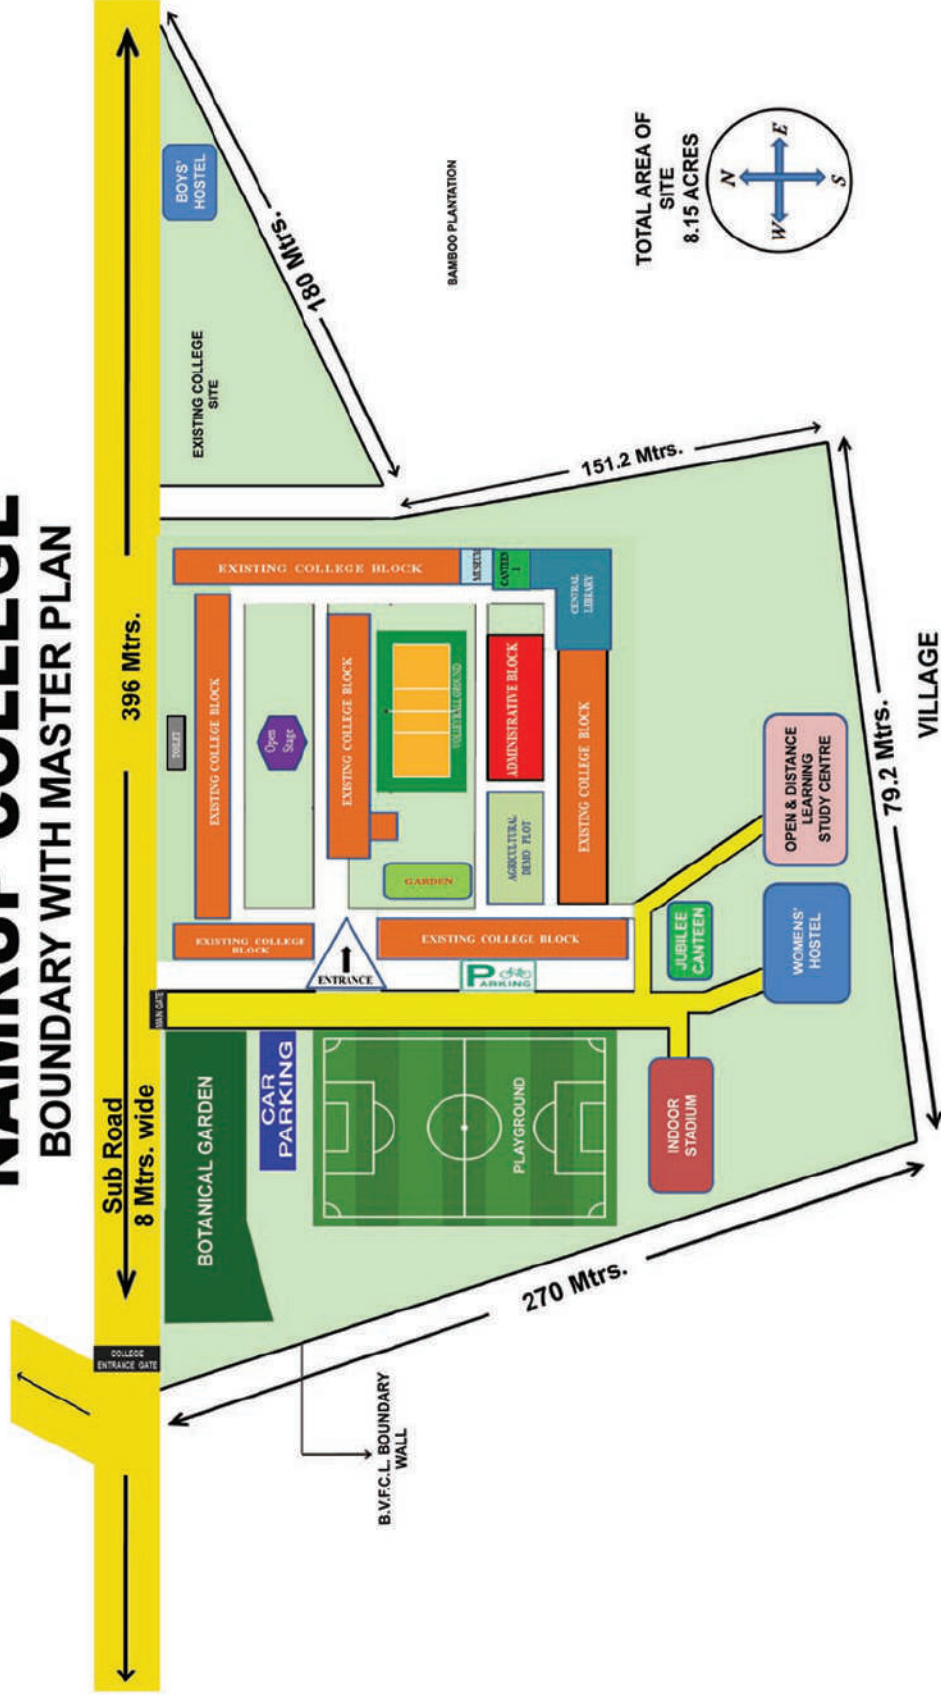 NAMRUP COLLEGE
BOUNDARY WITH MASTER PLAN
Sub Road
8 Mtrs. wide
396 Mtrs.
COLLEGE
ENTRANCE GATE
MAIN GATE
BOTANICAL GARDEN
CAR
PARKING
PLAYGROUND
INDOOR
STADIUM
270 Mtrs.
B.V.F.C.L. BOUNDARY
WALL
EXISTING COLLEGE
BLOCK
ENTRANCE
EXISTING COLLEGE BLOCK
PARKING
TOILET
EXISTING COLLEGE BLOCK
Open
Stage
EXISTING COLLEGE BLOCK
GARDEN
VOLLEYBALL GROUND
AGRICULTURAL
DEMO PLOT
ADMINISTRATIVE BLOCK
EXISTING COLLEGE BLOCK
EXISTING COLLEGE BLOCK
MUSEUM
CANTEEN
1
CENTRAL
LIBRARY
JUBILEE
CANTEEN
WOMENS'
HOSTEL
OPEN & DISTANCE
LEARNING
STUDY CENTRE
79.2 Mtrs.
VILLAGE
151.2 Mtrs.
EXISTING COLLEGE
SITE
BOYS'
HOSTEL
180 Mtrs.
BAMBOO PLANTATION
TOTAL AREA OF
SITE
8.15 ACRES
N
W
E
S